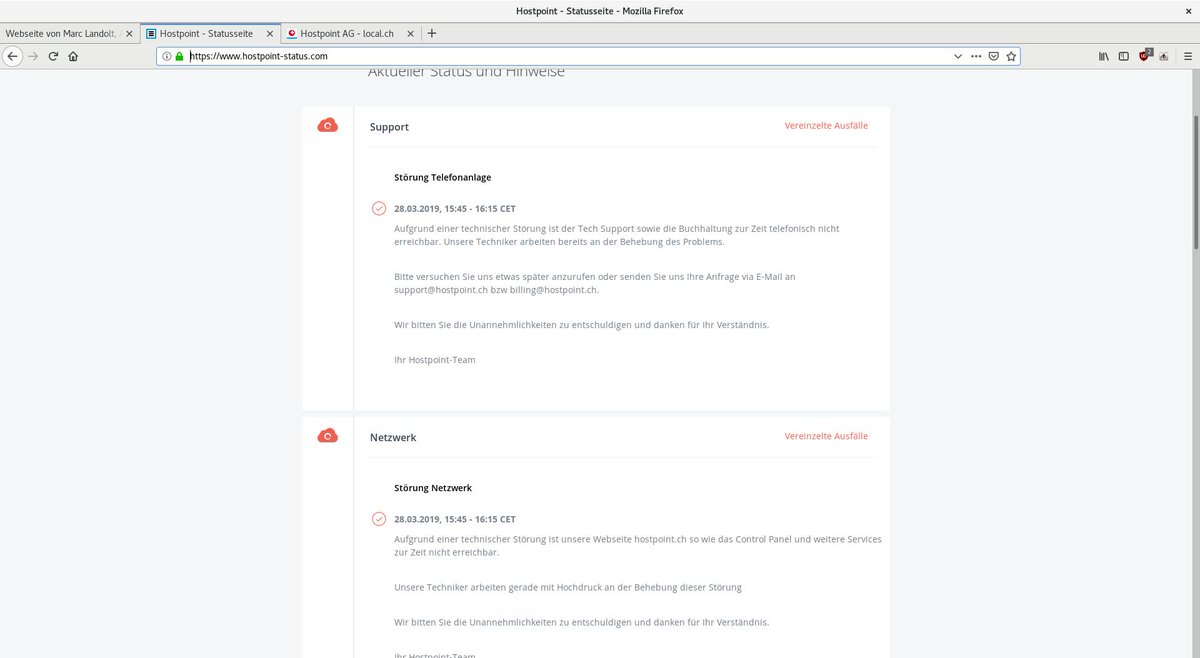 Hostpoint - Statusseite - Mozilla Firefox
Webseite von Marc Landolt,
Hostpoint - Statusseite
Hostpoint AG - local.ch
https://www.hostpoint-status.com
2
Aktueller Status und Hinweise
Support
Vereinzelte Ausfälle
Störung Telefonanlage
28.03.2019, 15:45 - 16:15 CET
Aufgrund einer technischer Störung ist der Tech Support sowie die Buchhaltung zur Zeit telefonisch nicht
erreichbar. Unsere Techniker arbeiten bereits an der Behebung des Problems.
Bitte versuchen Sie uns etwas später anzurufen oder senden Sie uns Ihre Anfrage via E-Mail an
support@hostpoint.ch bzw billing@hostpoint.ch.
Wir bitten Sie die Unannehmlichkeiten zu entschuldigen und danken für Ihr Verständnis.
Ihr Hostpoint-Team
Netzwerk
Vereinzelte Ausfälle
Störung Netzwerk
28.03.2019, 15:45 - 16:15 CET
Aufgrund einer technischer Störung ist unsere Webseite hostpoint.ch so wie das Control Panel und weitere Services
zur Zeit nicht erreichbar.
Unsere Techniker arbeiten gerade mit Hochdruck an der Behebung dieser Störung
Wir bitten Sie die Unannehmlichkeiten zu entschuldigen und danken für Ihr Verständnis.
Ihr Hostpoint-Team